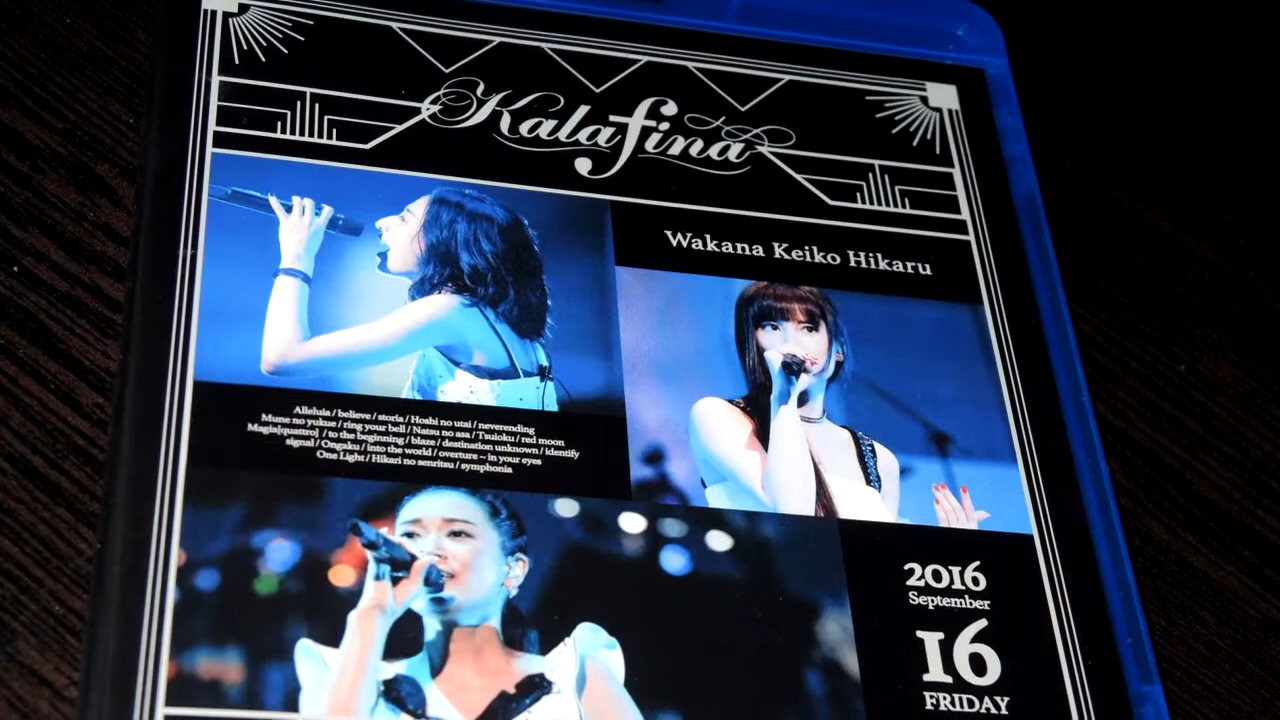 Kalafina
Wakana Keiko Hikaru
Alleluia / believe / storia / Hoshi no utai / neverending
Mune no yukue / ring your bell / Natsu no asa / Tsuioku / red moon
Magia[quattro] / to the beginning / blaze / destination unknown / identify
signal / Ongaku / into the world / overture ~ in your eyes
One Light / Hikari no senritsu / symphonia
2016
September
16
FRIDAY